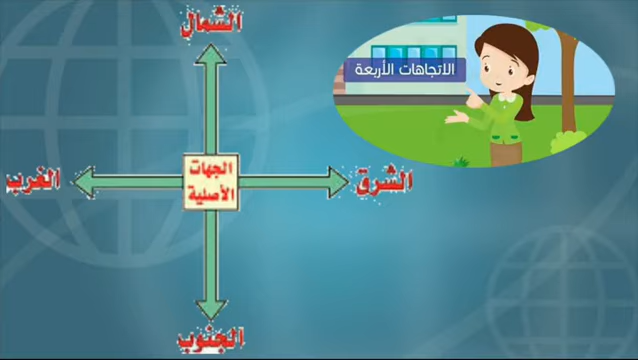 الشمال
الاتجاهات الأربعة
الشرق
الجهات
الأصلية
الغرب
الجنوب